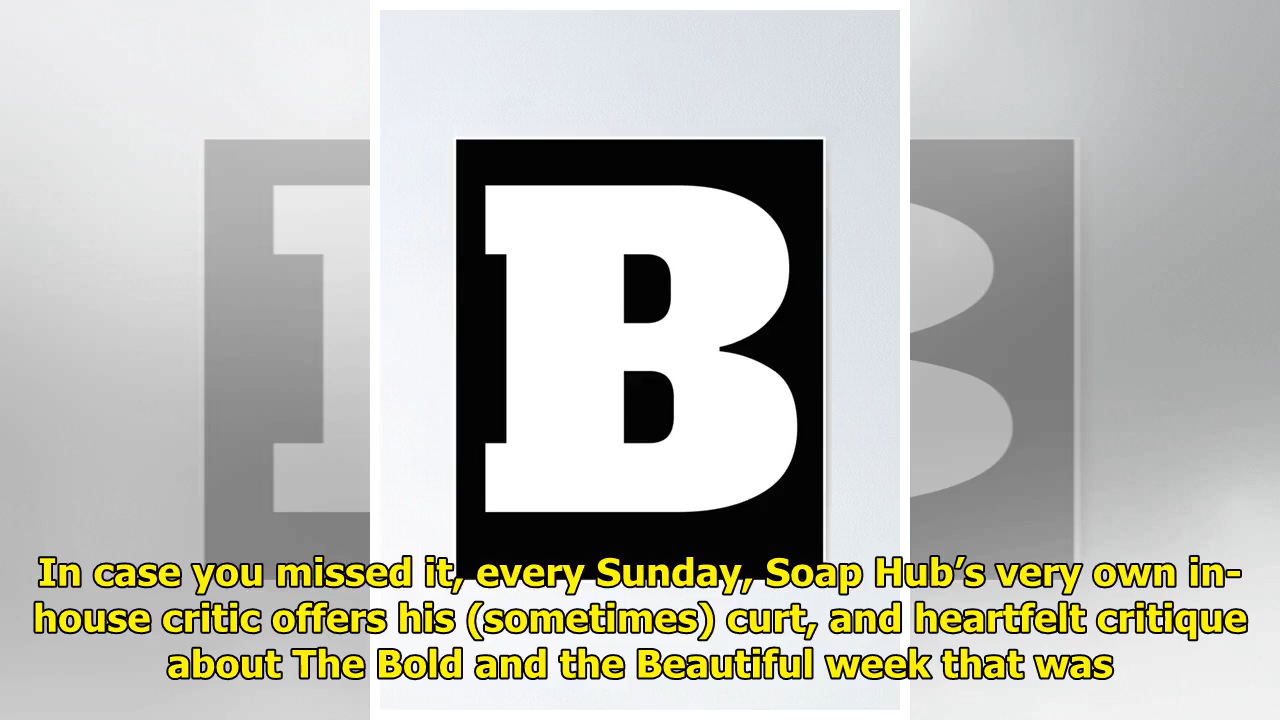 B
In case you missed it, every Sunday, Soap Hub’s very own in-
house critic offers his (sometimes) curt, and heartfelt critique
about The Bold and the Beautiful week that was